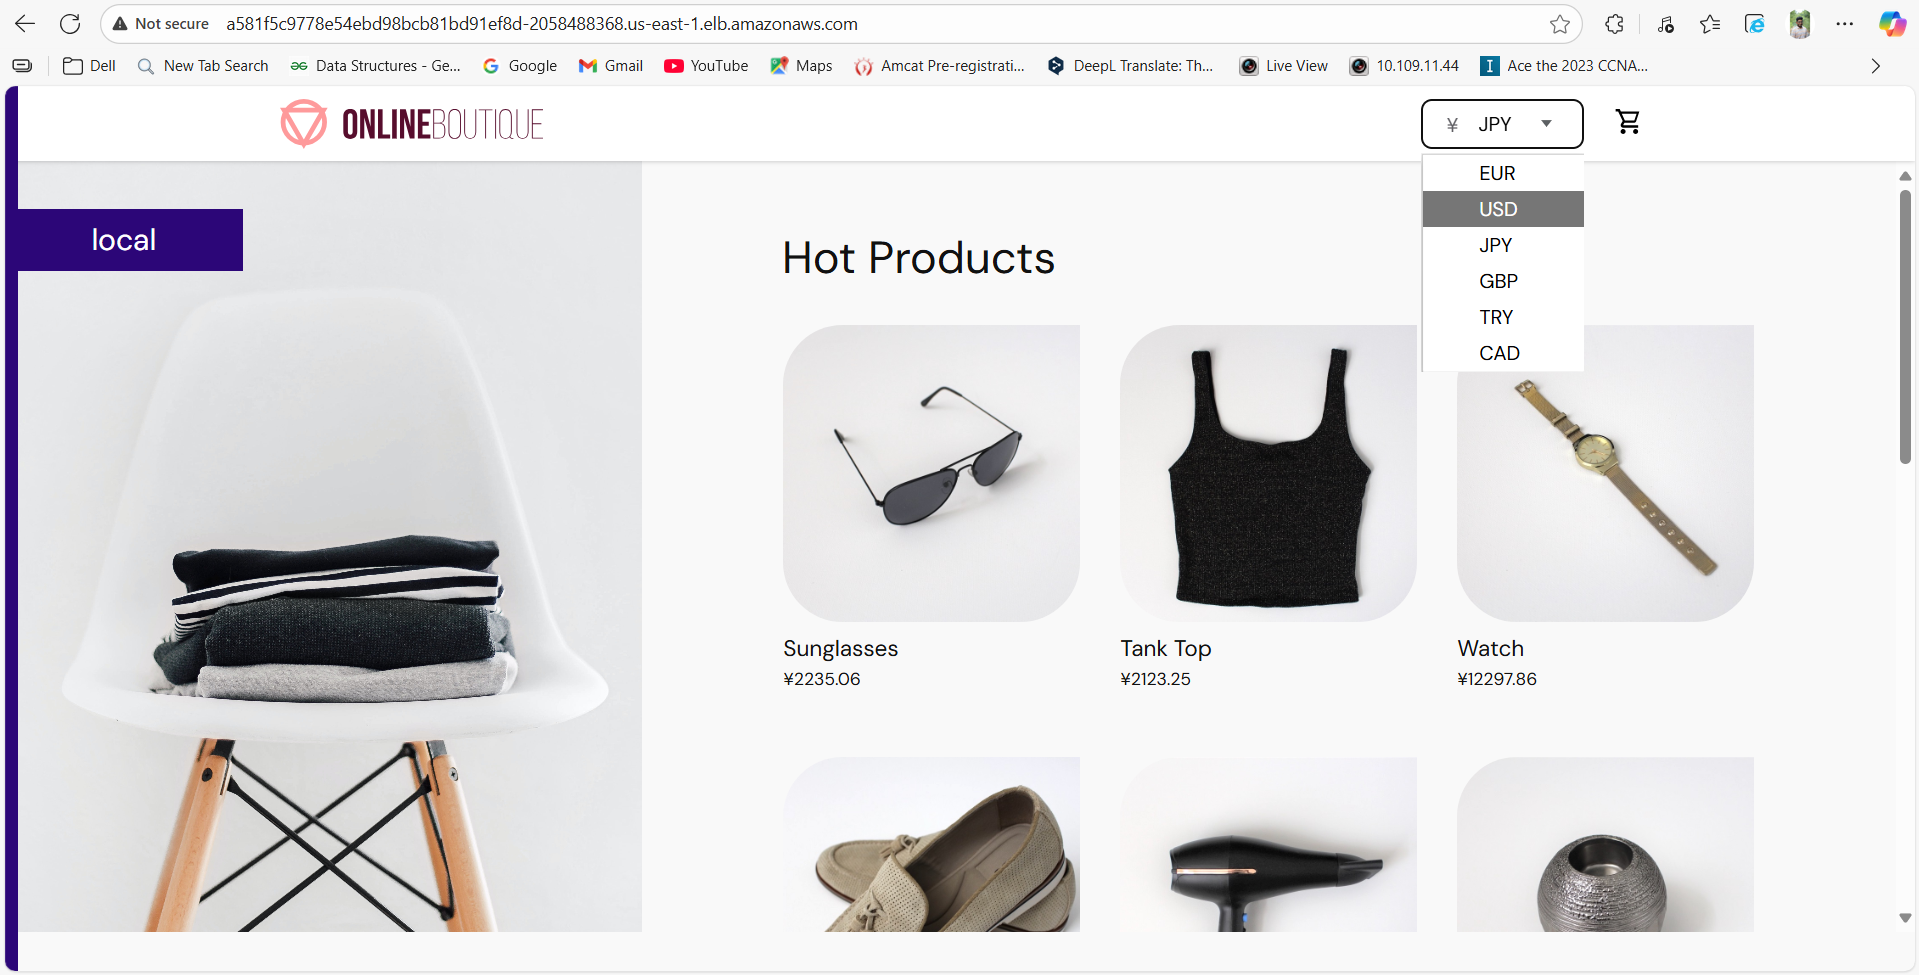 Not secure a581f5c9778e54ebd98bcb81bd91ef8d-2058488368.us-east-1.elb.amazonaws.com
Dell New Tab Search Data Structures - Ge... Google Gmail YouTube Maps Amcat Pre-registrati... DeepL Translate: Th... Live View 10.109.11.44 Ace the 2023 CCNA...
ONLINEBOUTIQUE
¥ JPY
EUR
USD
JPY
GBP
TRY
CAD
local
Hot Products
Sunglasses
¥2235.06
Tank Top
¥2123.25
Watch
¥12297.86